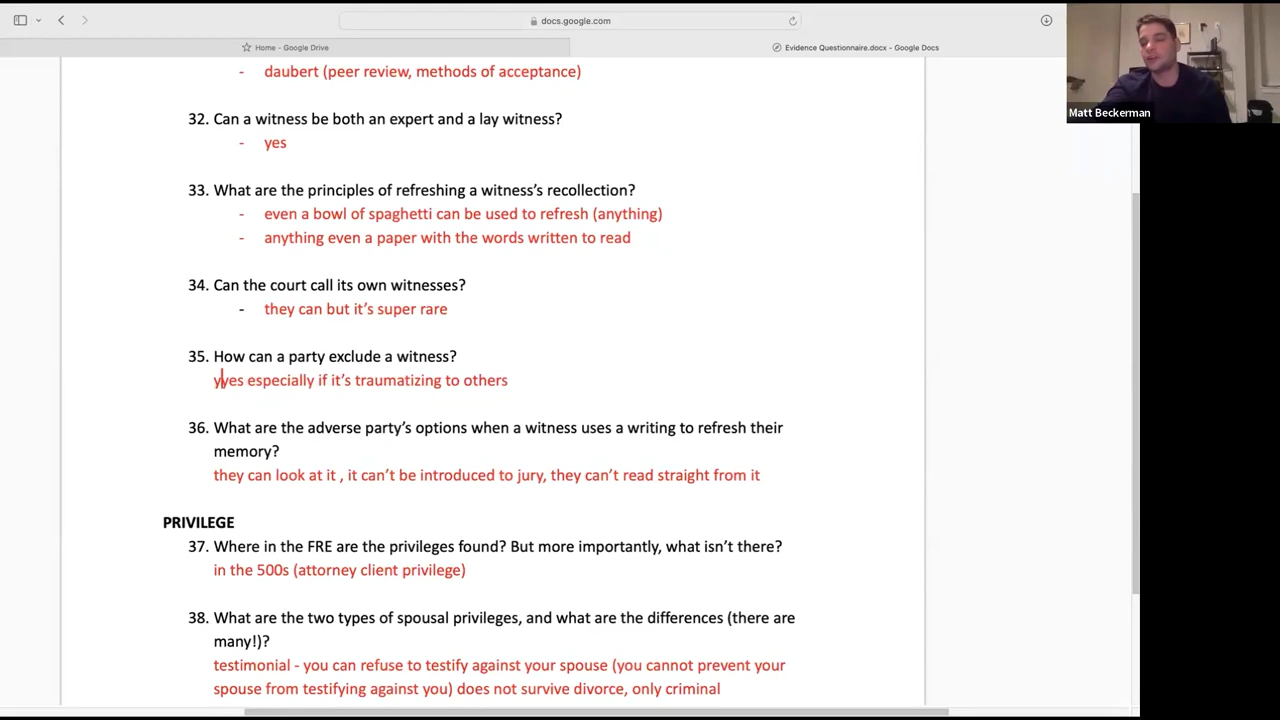 docs.google.com
Home - Google Drive
Evidence Questionnaire.docx - Google Docs
Matt Beckerman
- daubert (peer review, methods of acceptance)
32. Can a witness be both an expert and a lay witness?
- yes
33. What are the principles of refreshing a witness’s recollection?
- even a bowl of spaghetti can be used to refresh (anything)
- anything even a paper with the words written to read
34. Can the court call its own witnesses?
- they can but it’s super rare
35. How can a party exclude a witness?
yyes especially if it’s traumatizing to others
36. What are the adverse party’s options when a witness uses a writing to refresh their
memory?
they can look at it , it can’t be introduced to jury, they can’t read straight from it
PRIVILEGE
37. Where in the FRE are the privileges found? But more importantly, what isn’t there?
in the 500s (attorney client privilege)
38. What are the two types of spousal privileges, and what are the differences (there are
many!)?
testimonial - you can refuse to testify against your spouse (you cannot prevent your
spouse from testifying against you) does not survive divorce, only criminal